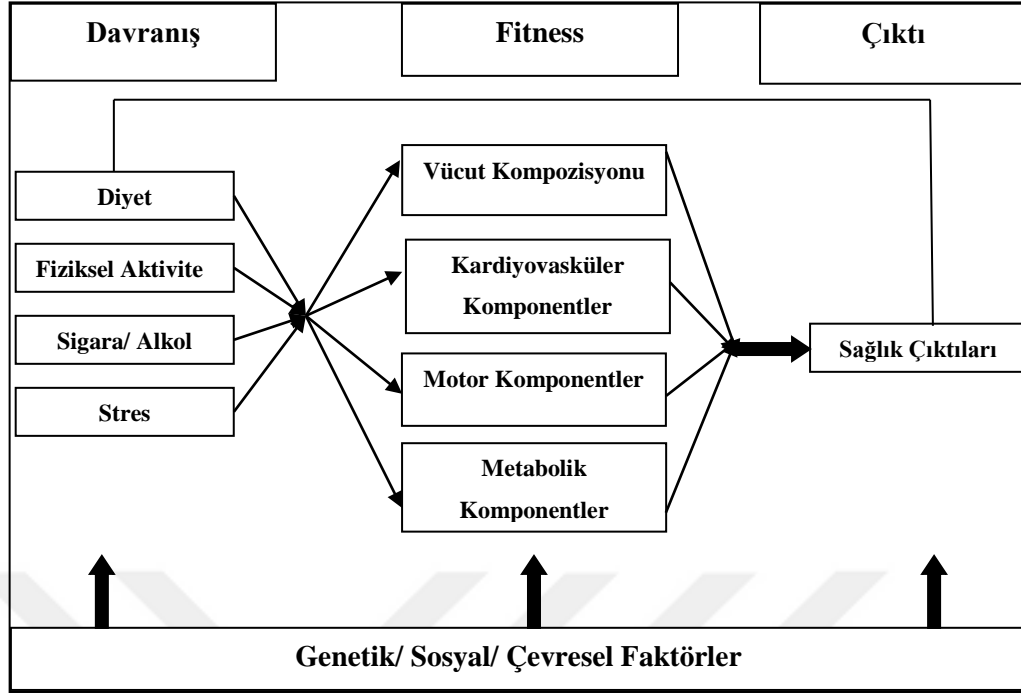 Davranış
Fitness
Çıktı
Diyet
Fiziksel Aktivite
Sigara/ Alkol
Stres
Vücut Kompozisyonu
Kardiyovasküler
Komponentler
Motor Komponentler
Metabolik
Komponentler
Sağlık Çıktıları
Genetik/ Sosyal/ Çevresel Faktörler